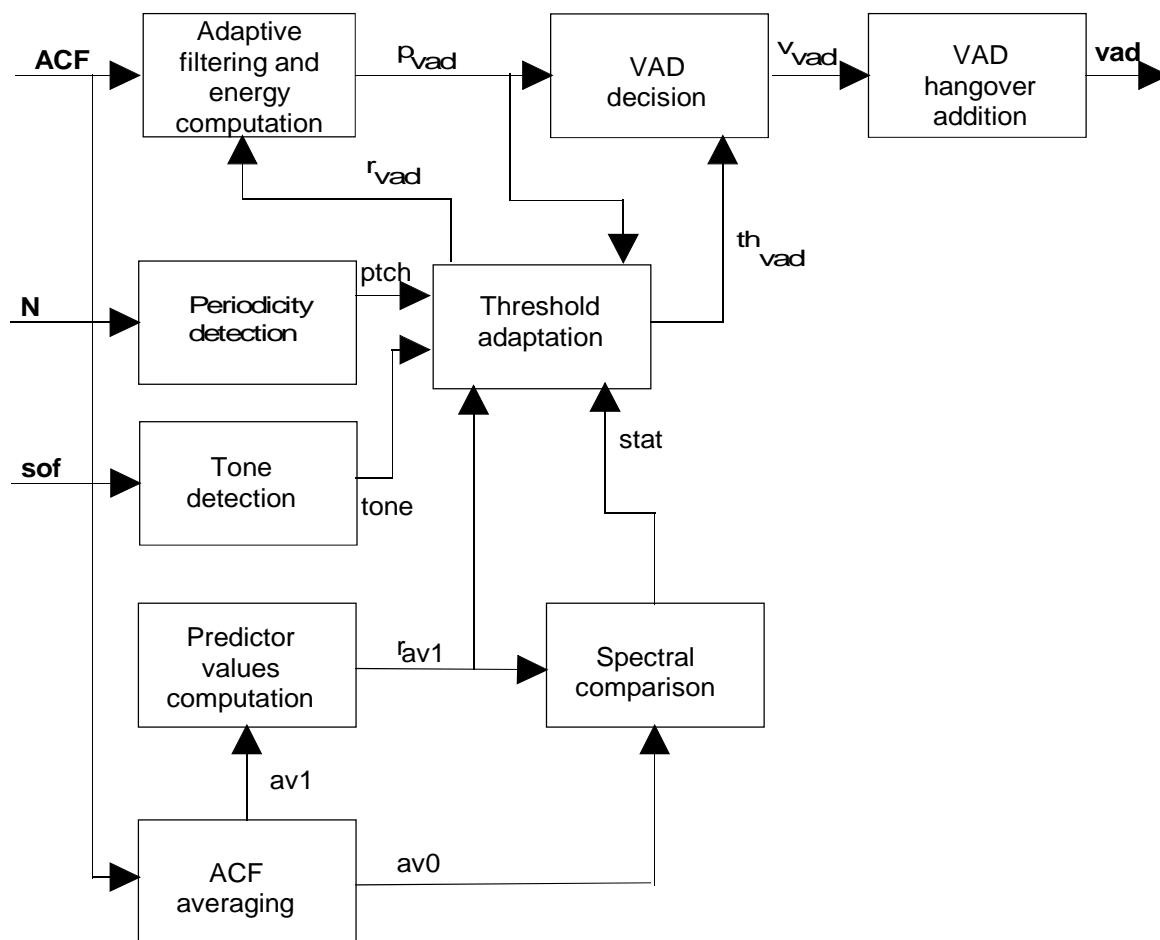 ACF
Adaptive
filtering and
energy
computation
pvad
VAD
decision
vvad
VAD
hangover
addition
vad
rvad
thvad
N
Periodicity
detection
ptch
Threshold
adaptation
sof
Tone
detection
tone
stat
Predictor
values
computation
rav1
Spectral
comparison
av1
ACF
averaging
av0